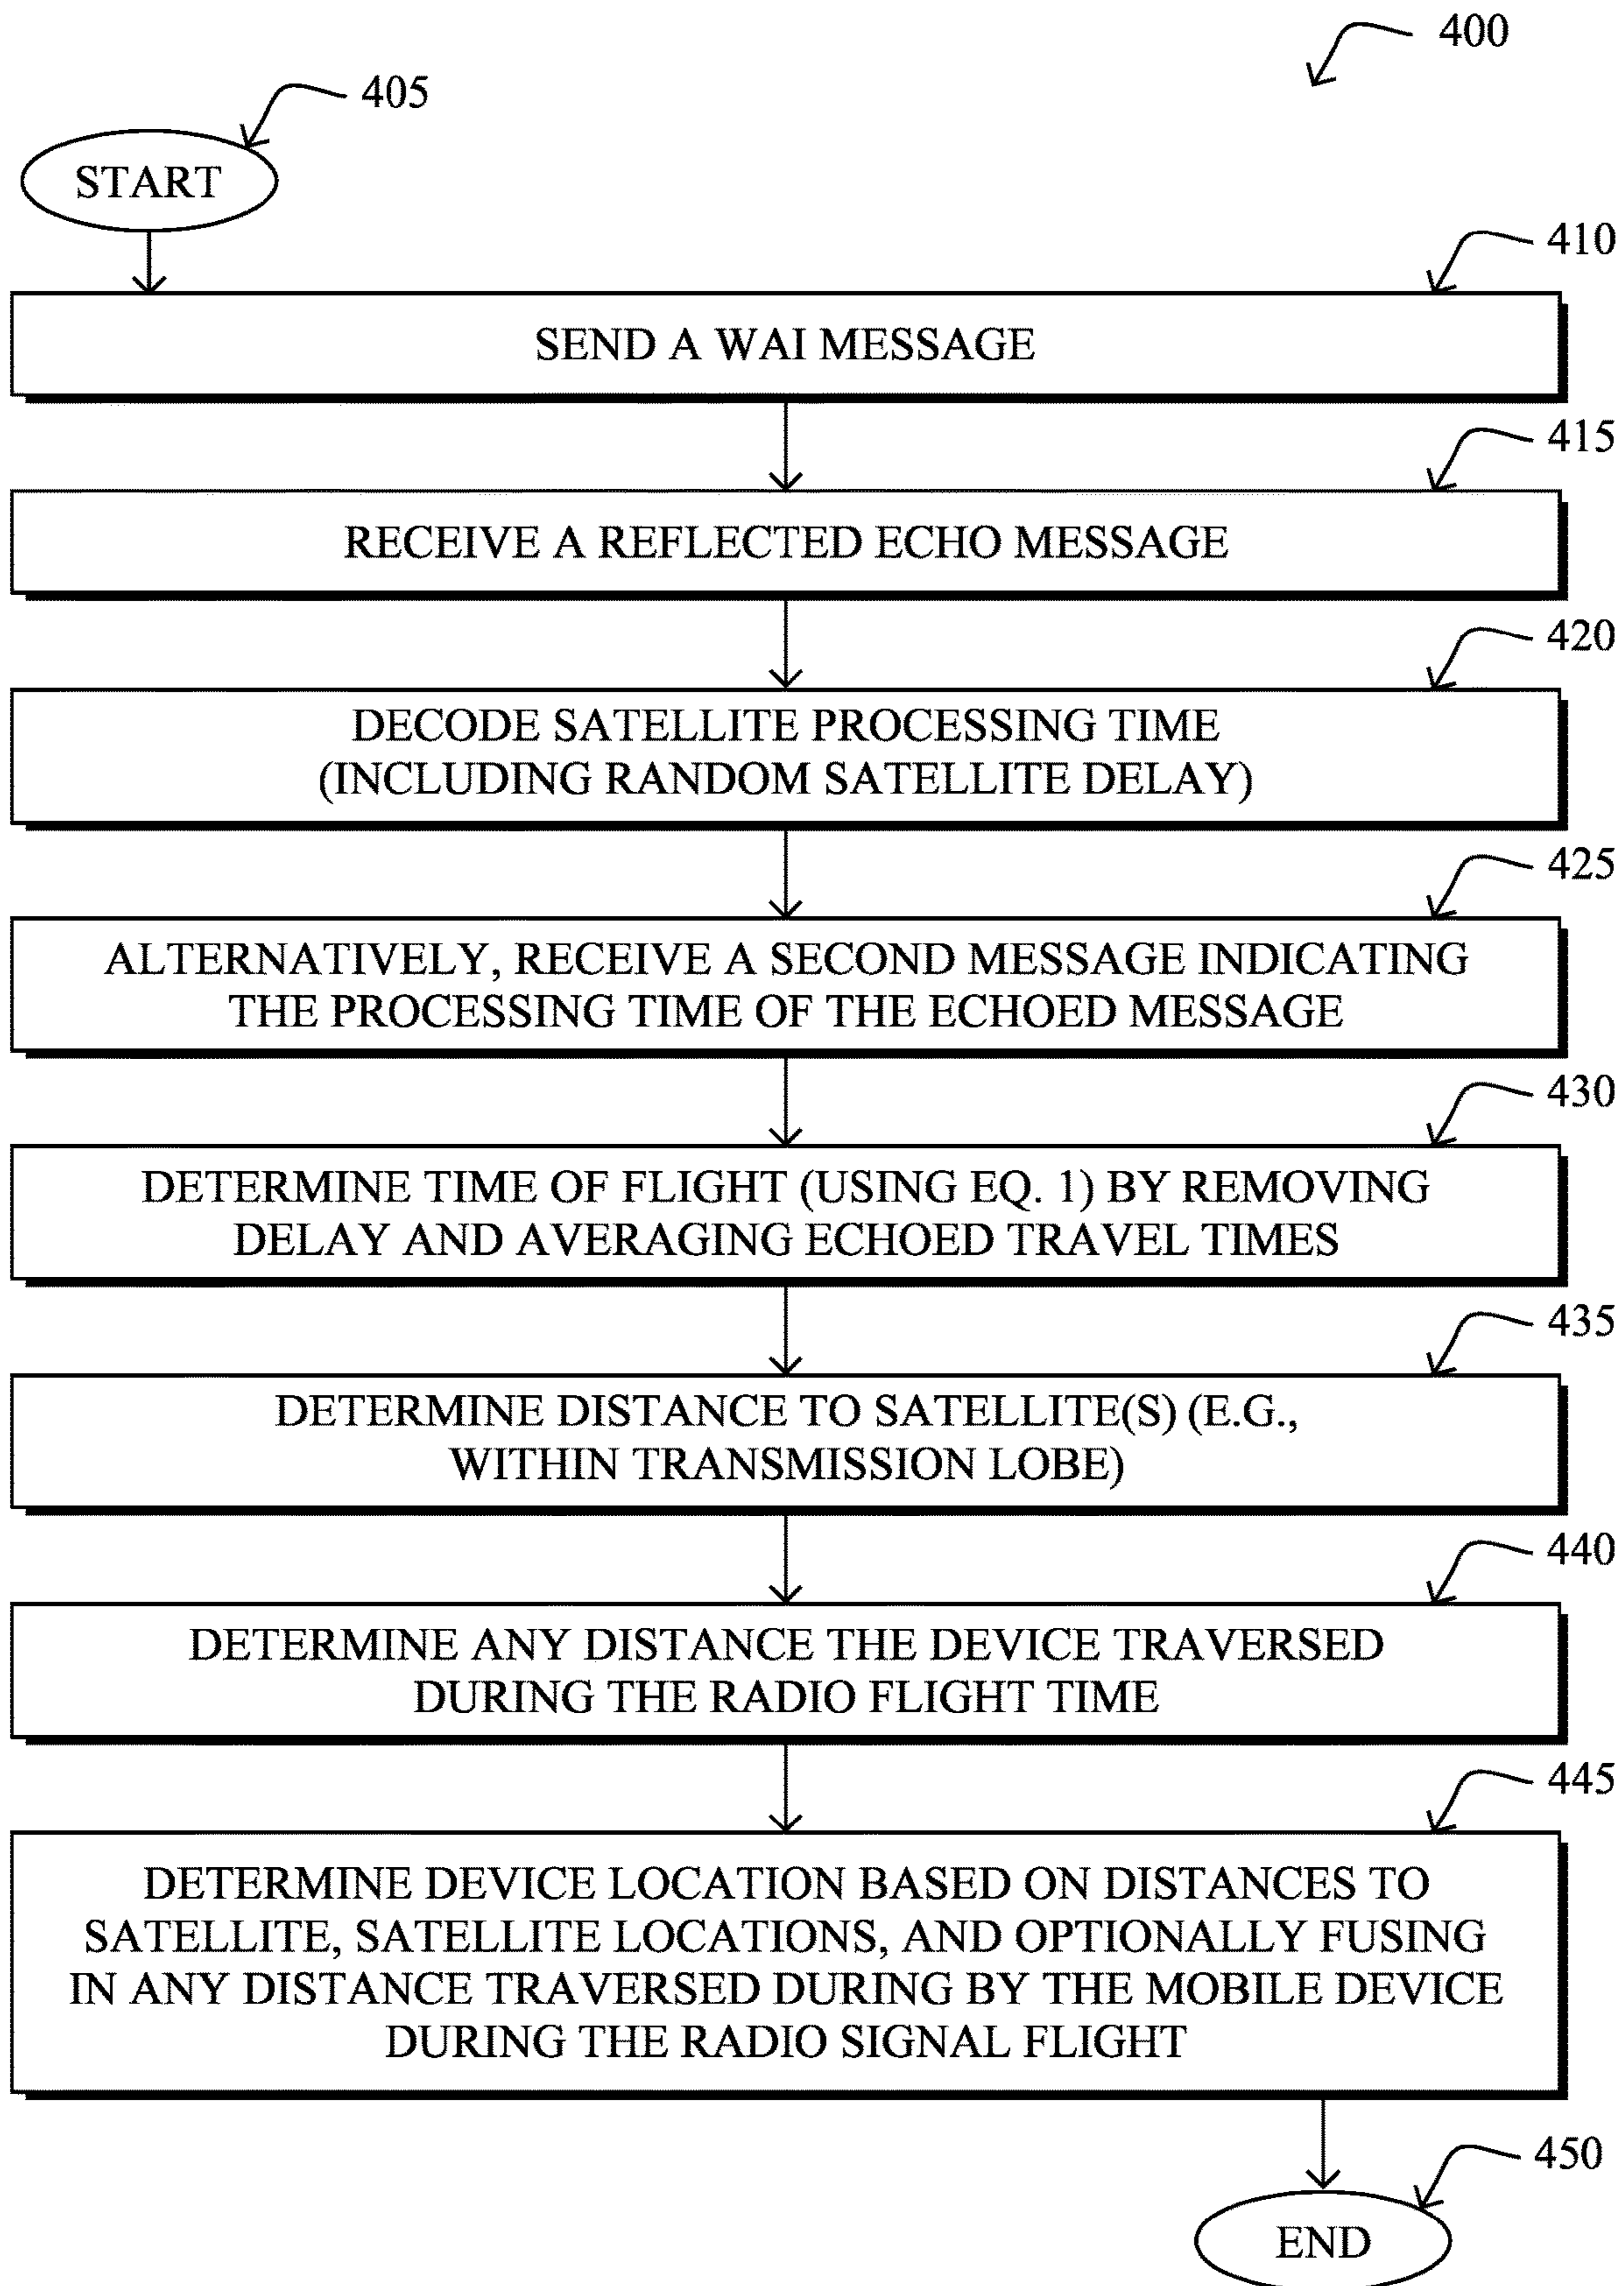 400
405
START
410
SEND A WAI MESSAGE
415
RECEIVE A REFLECTED ECHO MESSAGE
420
DECODE SATELLITE PROCESSING TIME
(INCLUDING RANDOM SATELLITE DELAY)
425
ALTERNATIVELY, RECEIVE A SECOND MESSAGE INDICATING
THE PROCESSING TIME OF THE ECHOED MESSAGE
430
DETERMINE TIME OF FLIGHT (USING EQ. 1) BY REMOVING
DELAY AND AVERAGING ECHOED TRAVEL TIMES
435
DETERMINE DISTANCE TO SATELLITE(S) (E.G.,
WITHIN TRANSMISSION LOBE)
440
DETERMINE ANY DISTANCE THE DEVICE TRAVERSED
DURING THE RADIO FLIGHT TIME
445
DETERMINE DEVICE LOCATION BASED ON DISTANCES TO
SATELLITE, SATELLITE LOCATIONS, AND OPTIONALLY FUSING
IN ANY DISTANCE TRAVERSED DURING BY THE MOBILE DEVICE
DURING THE RADIO SIGNAL FLIGHT
450
END